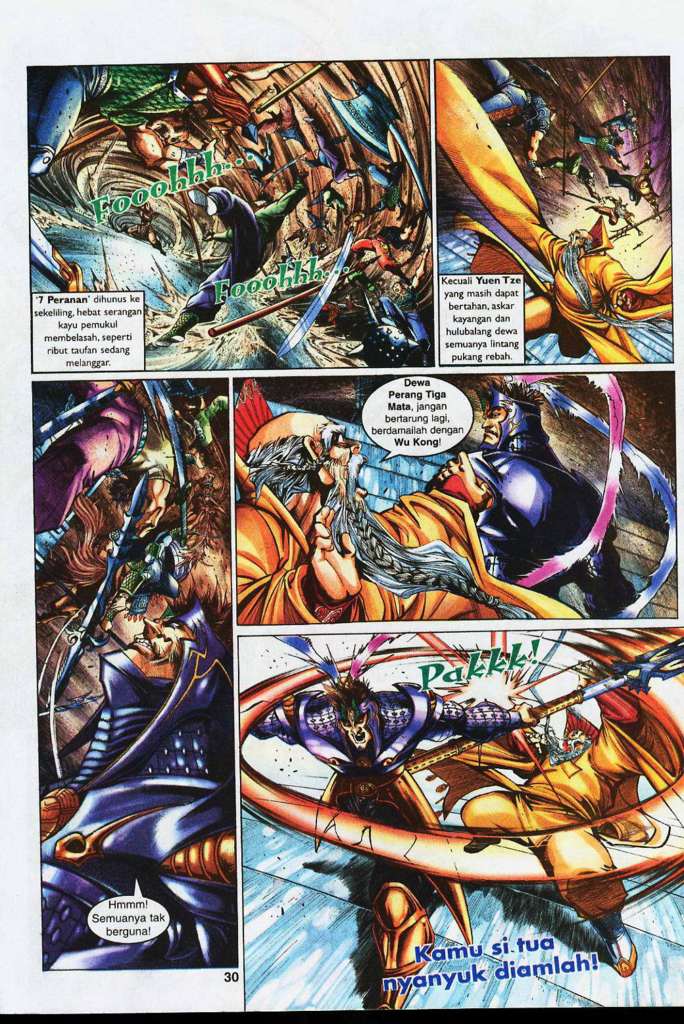 Fooohhh...
Fooohhh...
'7 Peranan' dihunus ke
sekeliling, hebat serangan
kayu pemukul
membelasah, seperti
ribut taufan sedang
melanggar.
Kecuali Yuen Tze
yang masih dapat
bertahan, askar
kayangan dan
hulubalang dewa
semuanya lintang
pukang rebah.
Hmmm!
Semuanya tak
berguna!
Dewa
Perang Tiga
Mata, jangan
bertarung lagi,
berdamailah dengan
Wu Kong!
Pakkk!
Kamu si tua
nyanyuk diamlah!
30